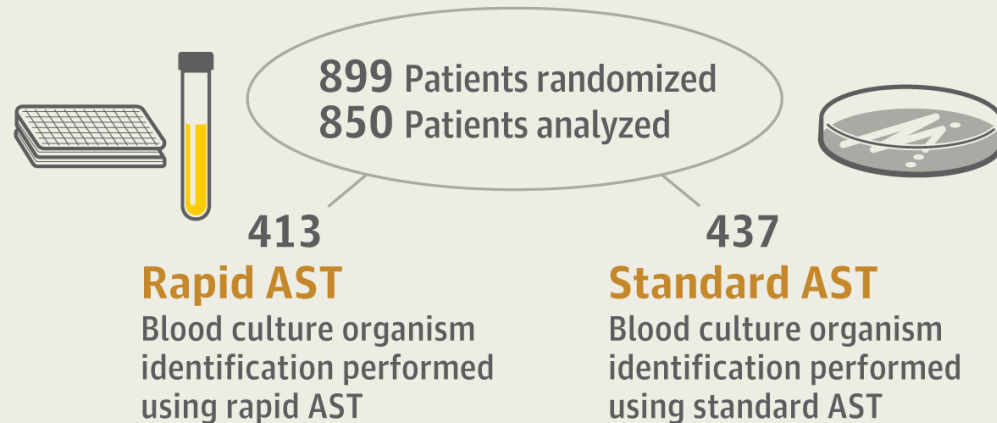 899 Patients randomized
850 Patients analyzed
413
Rapid AST
Blood culture organism
identification performed
using rapid AST
437
Standard AST
Blood culture organism
identification performed
using standard AST